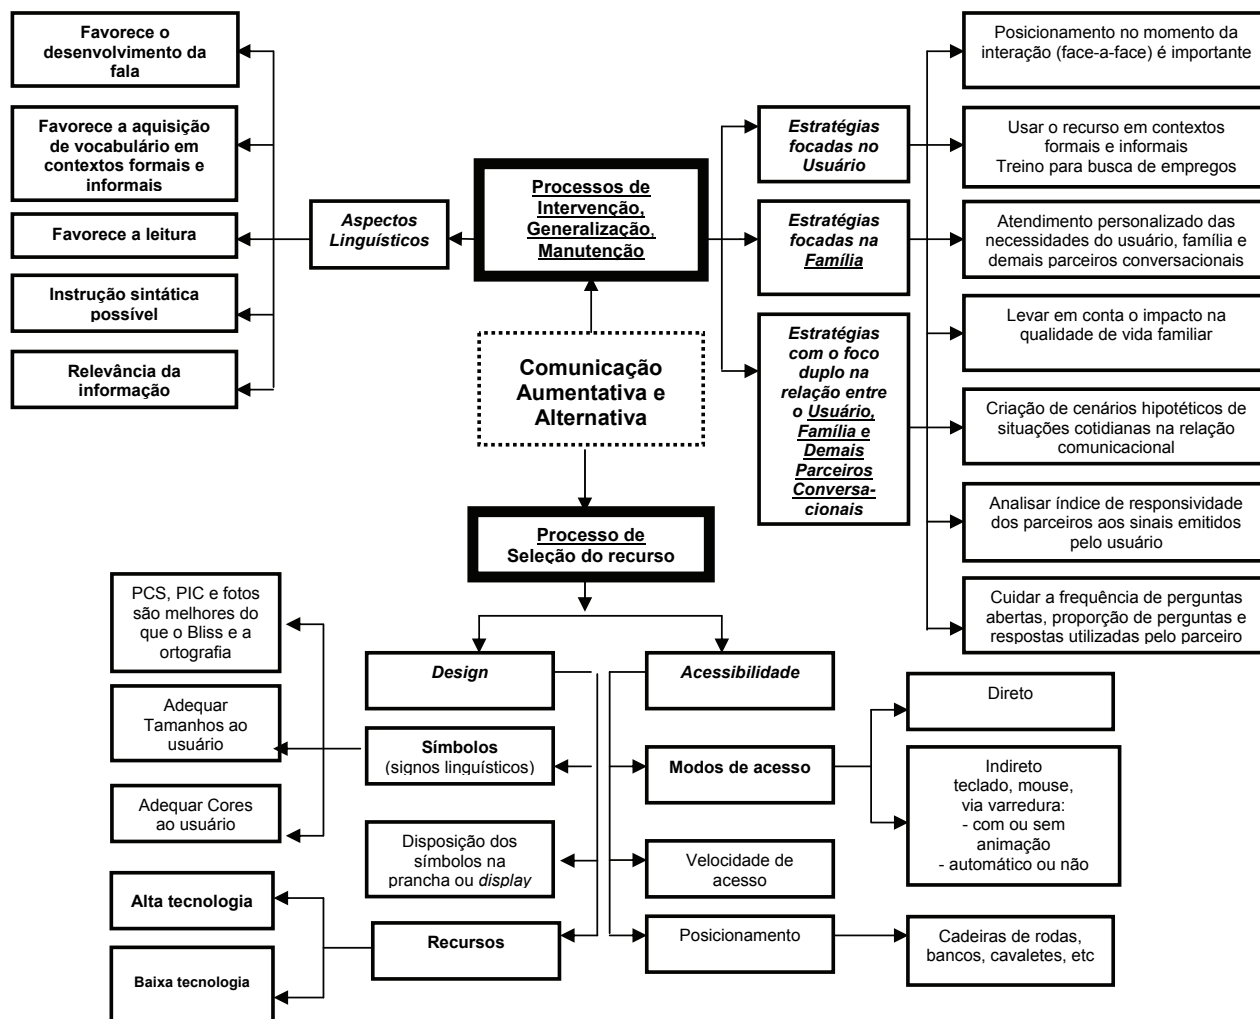 Favorece o
desenvolvimento da
fala
Favorece a aquisição
de vocabulário em
contextos formais e
informais
Favorece a leitura
Instrução sintática
possível
Relevância da
informação
Aspectos
Linguísticos
Processos de
Intervenção,
Generalização,
Manutenção
Estratégias
focadas no
Usuário
Estratégias
focadas na
Família
Estratégias
com o foco
duplo na
relação entre
o Usuário,
Família e
Demais
Parceiros
Conversa-
cionais
Posicionamento no momento da
interação (face-a-face) é importante
Usar o recurso em contextos
formais e informais
Treino para busca de empregos
Atendimento personalizado das
necessidades do usuário, família e
demais parceiros conversacionais
Levar em conta o impacto na
qualidade de vida familiar
Criação de cenários hipotéticos de
situações cotidianas na relação
comunicacional
Analisar índice de responsividade
dos parceiros aos sinais emitidos
pelo usuário
Cuidar a frequência de perguntas
abertas, proporção de perguntas e
respostas utilizadas pelo parceiro
Comunicação
Aumentativa e
Alternativa
Processo de
Seleção do recurso
PCS, PIC e fotos
são melhores do
que o Bliss e a
ortografia
Adequar
Tamanhos ao
usuário
Adequar Cores
ao usuário
Alta tecnologia
Baixa tecnologia
Design
Símbolos
(signos linguísticos)
Disposição dos
símbolos na
prancha ou display
Recursos
Acessibilidade
Modos de acesso
Velocidade de
acesso
Posicionamento
Direto
Indireto
teclado, mouse,
via varredura:
- com ou sem
animação
- automático ou não
Cadeiras de rodas,
bancos, cavaletes, etc